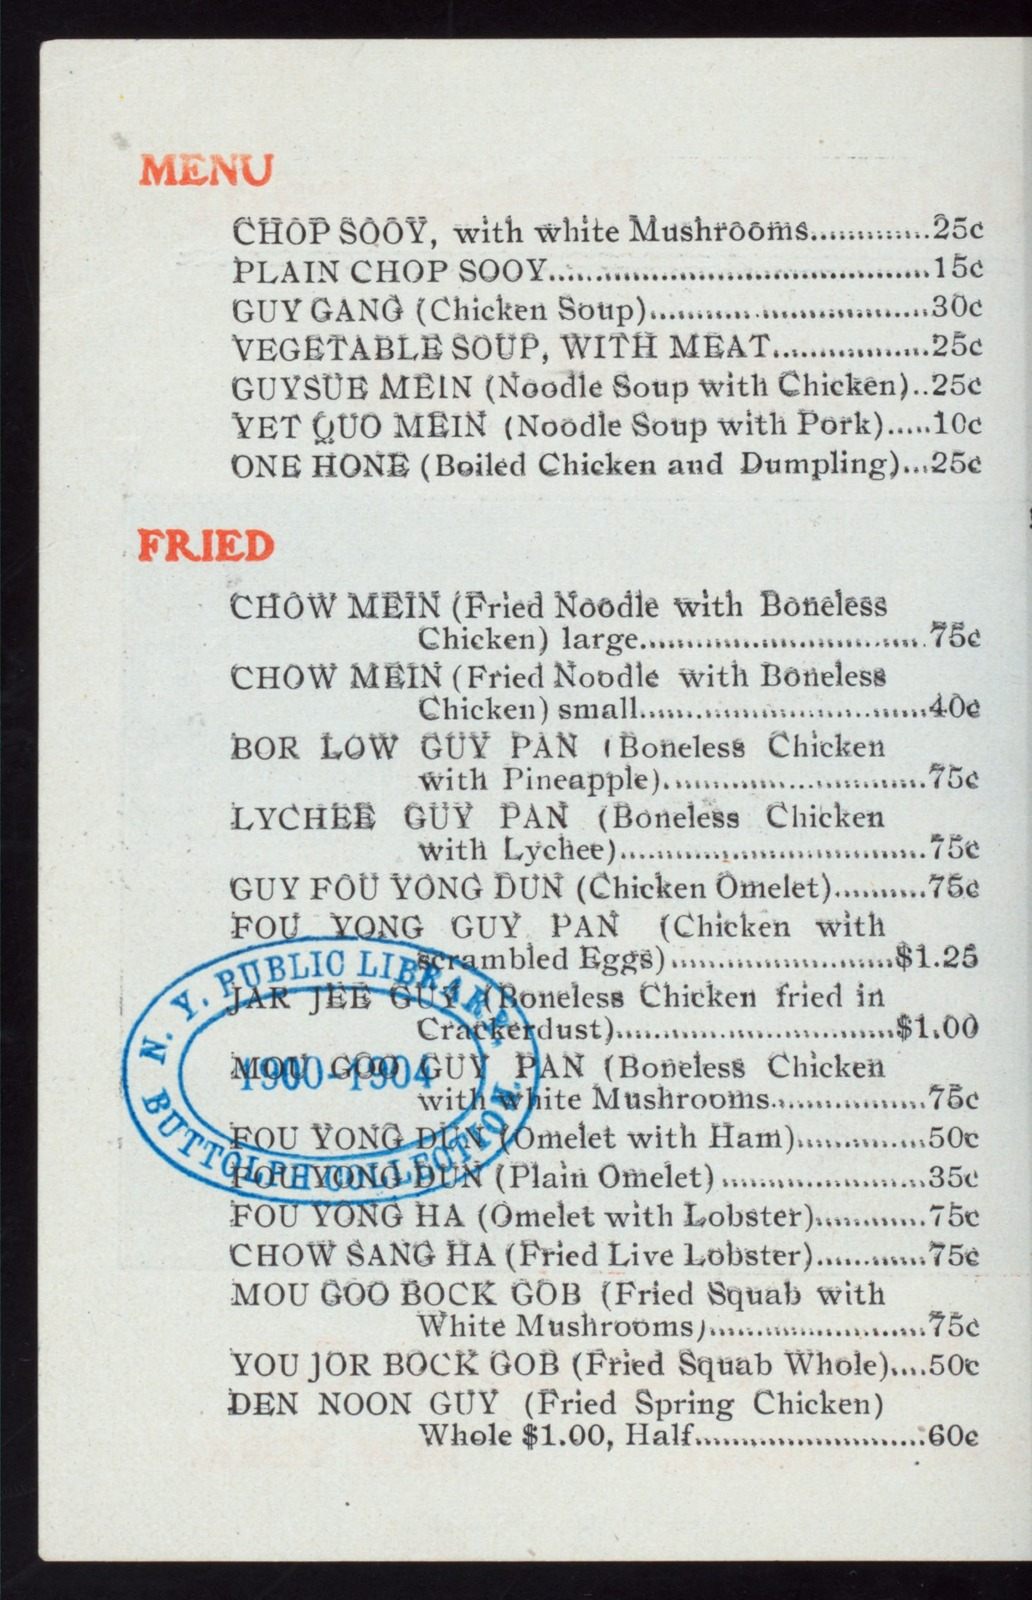 MENU
CHOP SOOY, with white Mushrooms..............25c
PLAIN CHOP SOOY..........................................15c
GUY GANG (Chicken Soup)..............................30c
VEGETABLE SOUP, WITH MEAT.................25c
GUYSUE MEIN (Noodle Soup with Chicken)..25c
YET QUO MEIN (Noodle Soup with Pork).....10c
ONE HONE (Boiled Chicken and Dumpling)...25c
FRIED
CHOW MEIN (Fried Noodle with Boneless
Chicken) large..............................75c
CHOW MEIN (Fried Noodle with Boneless
Chicken) small..............................40c
BOR LOW GUY PAN (Boneless Chicken
with Pineapple)............................75c
LYCHEE GUY PAN (Boneless Chicken
with Lychee)................................75c
GUY FOU YONG DUN (Chicken Omelet)..........75c
FOU YONG GUY PAN (Chicken with
scrambled Eggs)........................$1.25
JAR JEE GUY (Boneless Chicken fried in
Crackerdust)..............................$1.00
MOU GOO GUY PAN (Boneless Chicken
with white Mushrooms.................75c
FOU YONG DUN (Omelet with Ham)..............50c
FOU YONG DUN (Plain Omelet) ......................35c
FOU YONG HA (Omelet with Lobster)............75c
CHOW SANG HA (Fried Live Lobster)............75c
MOU GOO BOCK GOB (Fried Squab with
White Mushrooms)........................75c
YOU JOR BOCK GOB (Fried Squab Whole)....50c
DEN NOON GUY (Fried Spring Chicken)
Whole $1.00, Half..........................60c
N. Y. PUBLIC LIBRARY
1900-1904
BUTTOLPH COLLECTION.